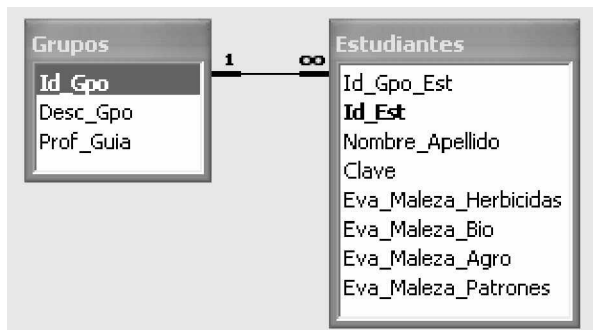 Grupos
Id_Gpo
Desc_Gpo
Prof_Guia
1 ∞
Estudiantes
Id_Gpo_Est
Id_Est
Nombre_Apellido
Clave
Eva_Maleza_Herbicidas
Eva_Maleza_Bio
Eva_Maleza_Agro
Eva_Maleza_Patrones